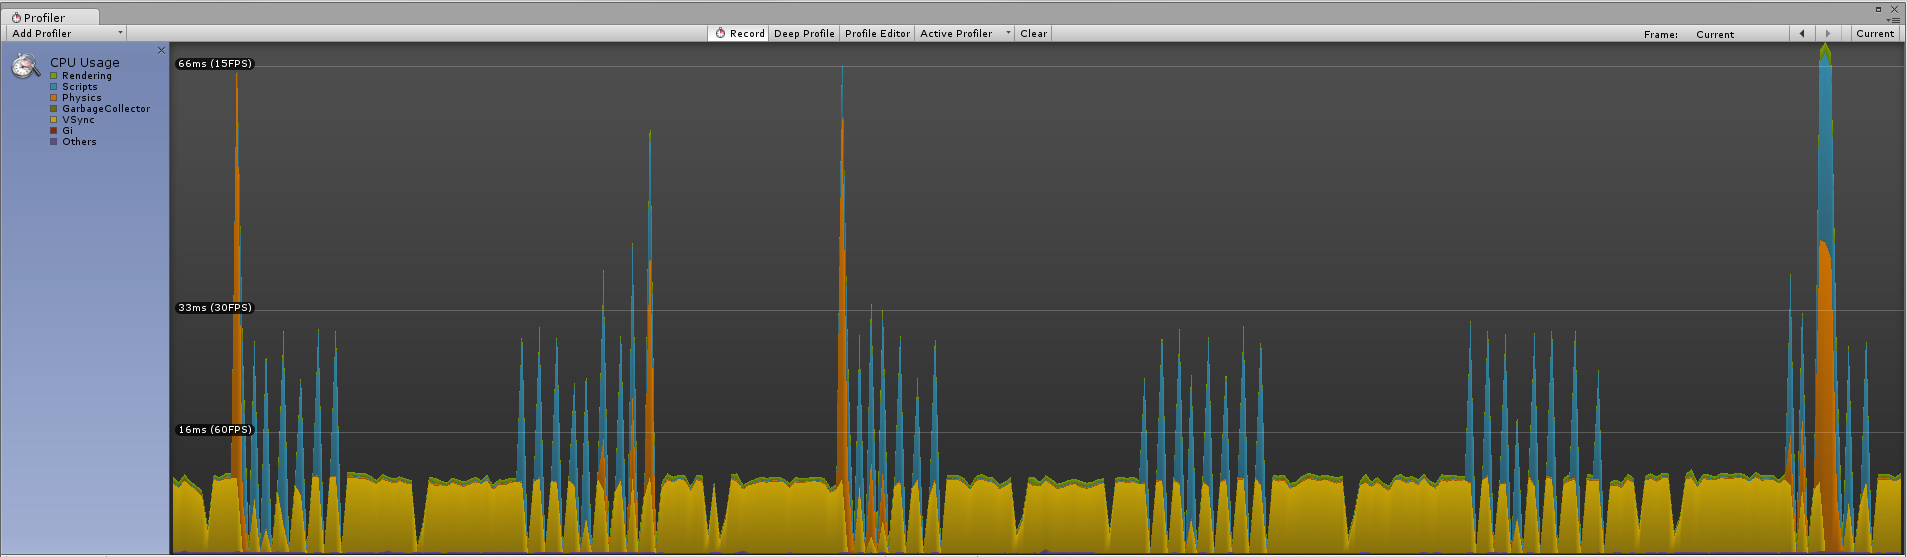 Profiler
Add Profiler Record Deep Profile Profile Editor Active Profiler Clear Frame: Current Current
CPU Usage
Rendering
Scripts
Physics
GarbageCollector
VSync
Gi
Others
66ms (15FPS)
33ms (30FPS)
16ms (60FPS)